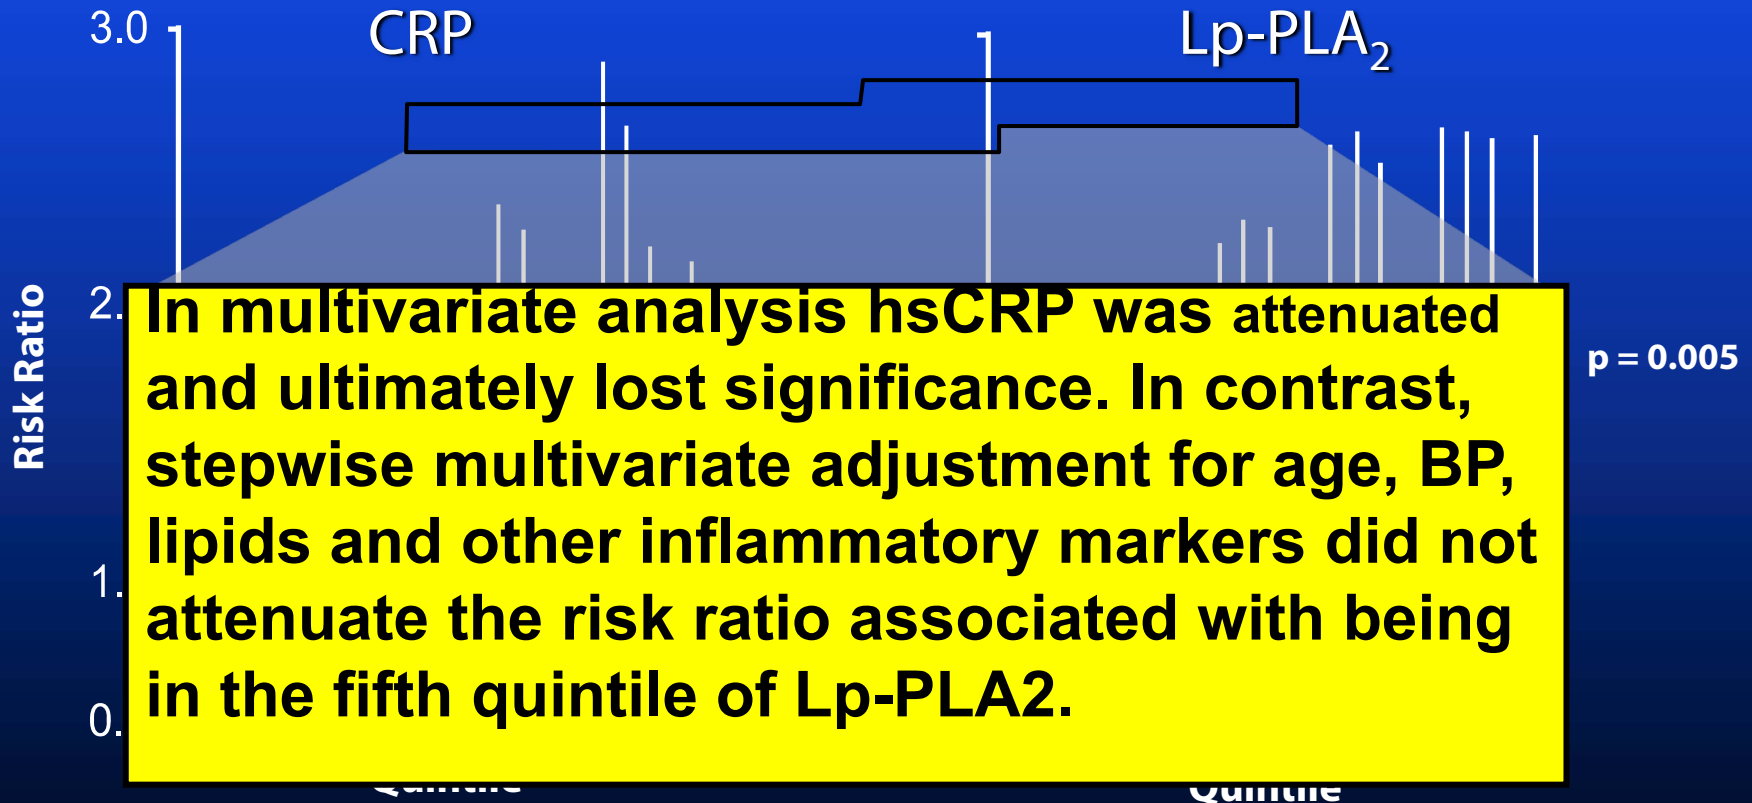 3.0
CRP
Lp-PLA2
Risk Ratio
2.
In multivariate analysis hsCRP was attenuated
and ultimately lost significance. In contrast,
stepwise multivariate adjustment for age, BP,
lipids and other inflammatory markers did not
attenuate the risk ratio associated with being
in the fifth quintile of Lp-PLA2.
p = 0.005
1.
0.
Quintile
Quintile